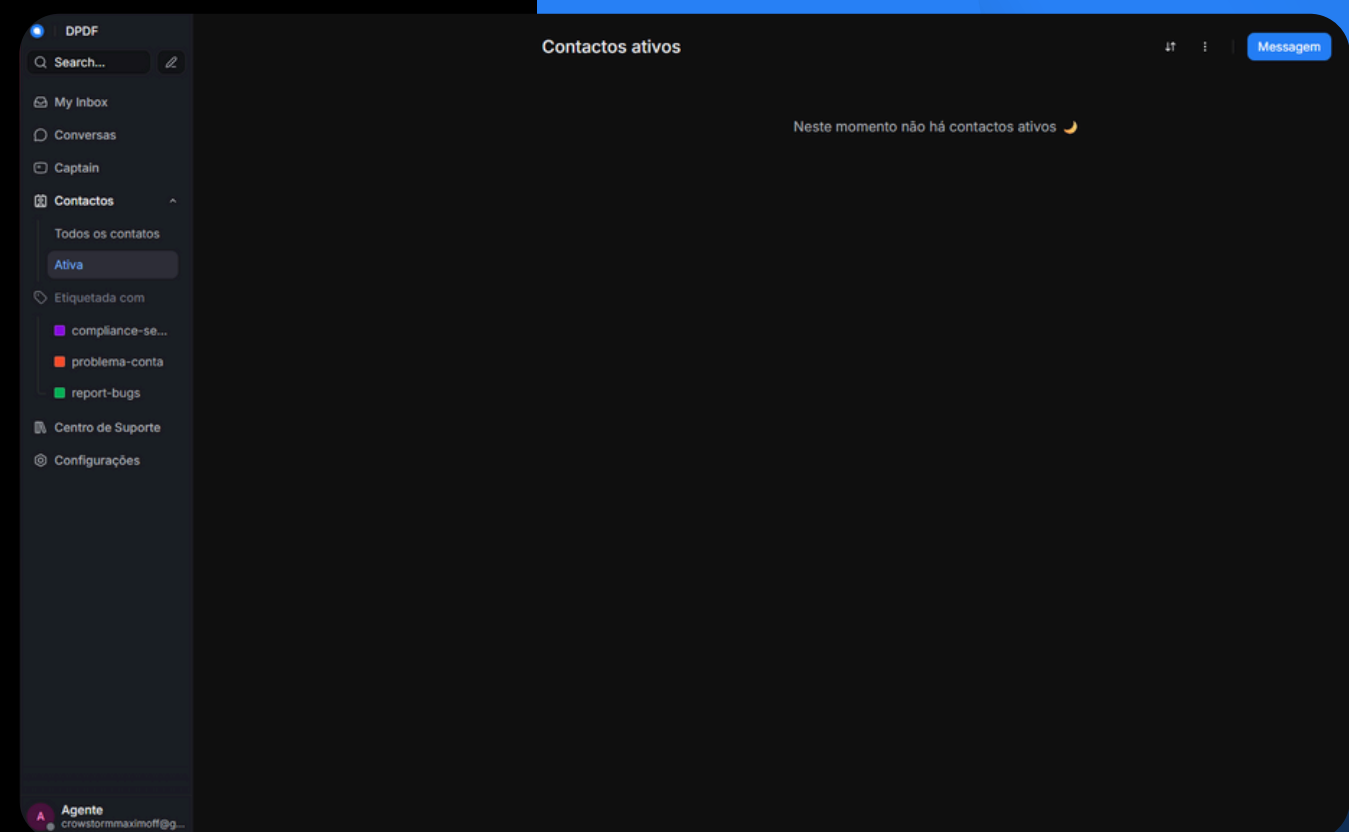 DPDF
Search...
My Inbox
Conversas
Captain
Contactos
Todos os contatos
Ativa
Etiquetada com
compliance-se...
problema-conta
report-bugs
Centro de Suporte
Configurações
A
Agente
crowstormmaximoff@g...
Contactos ativos
Messagem
Neste momento não há contactos ativos 🌙